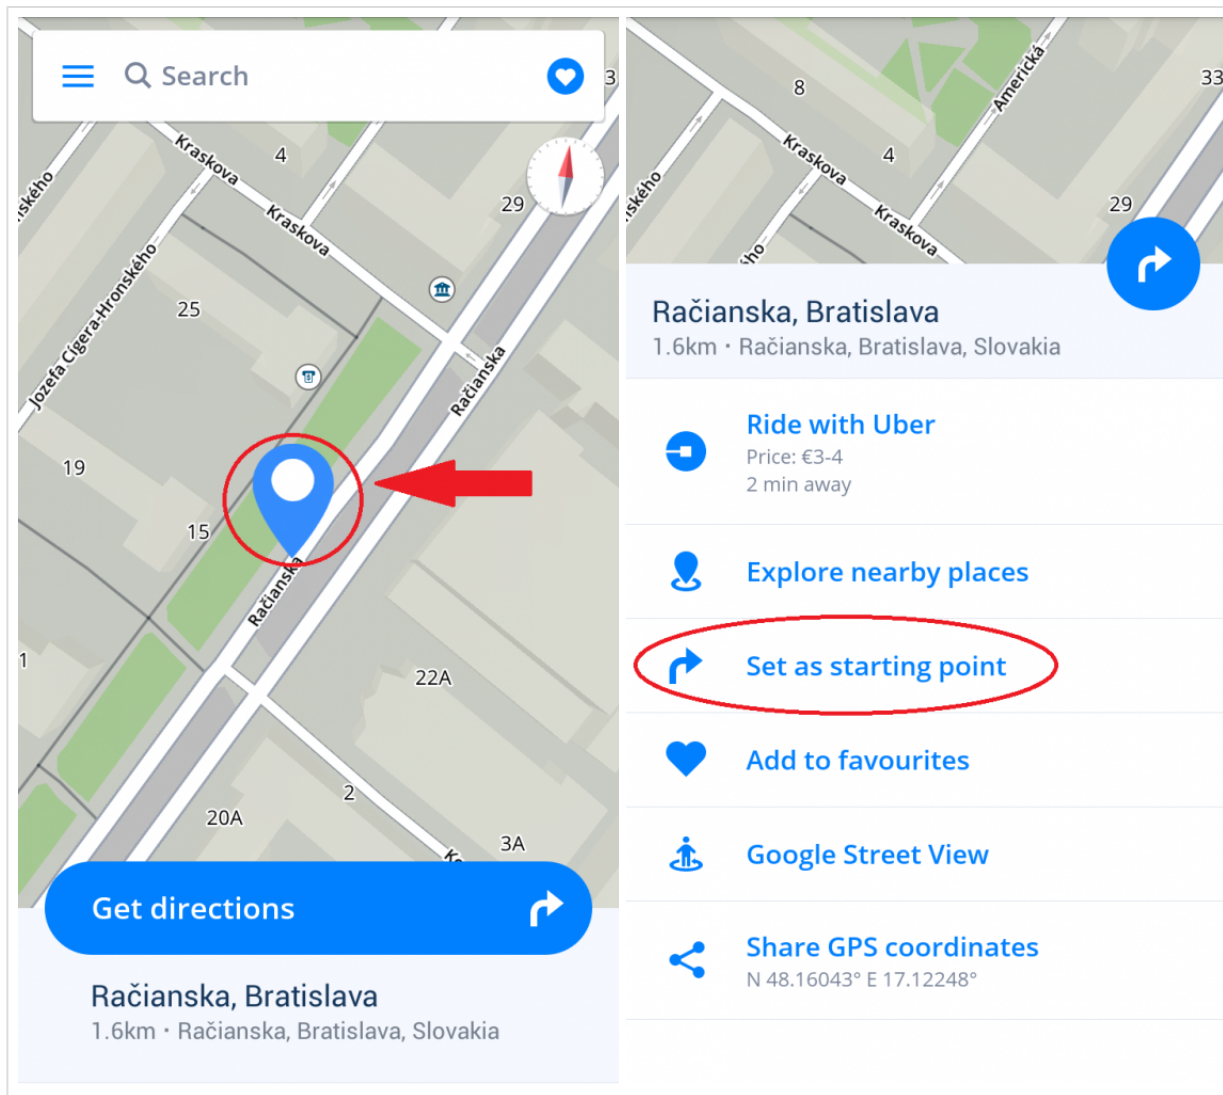 Search
3
Kraskova
4
ského
29
Kraskova
Jozefa Cígera-Hronského
25
Račianska
19
15
Račianska
1
22A
2
20A
3A
Get directions
Račianska, Bratislava
1.6km · Račianska, Bratislava, Slovakia
Americká
33
8
Kraskova
4
29
Kraskova
ho
Račianska, Bratislava
1.6km · Račianska, Bratislava, Slovakia
Ride with Uber
Price: €3-4
2 min away
Explore nearby places
Set as starting point
Add to favourites
Google Street View
Share GPS coordinates
N 48.16043° E 17.12248°